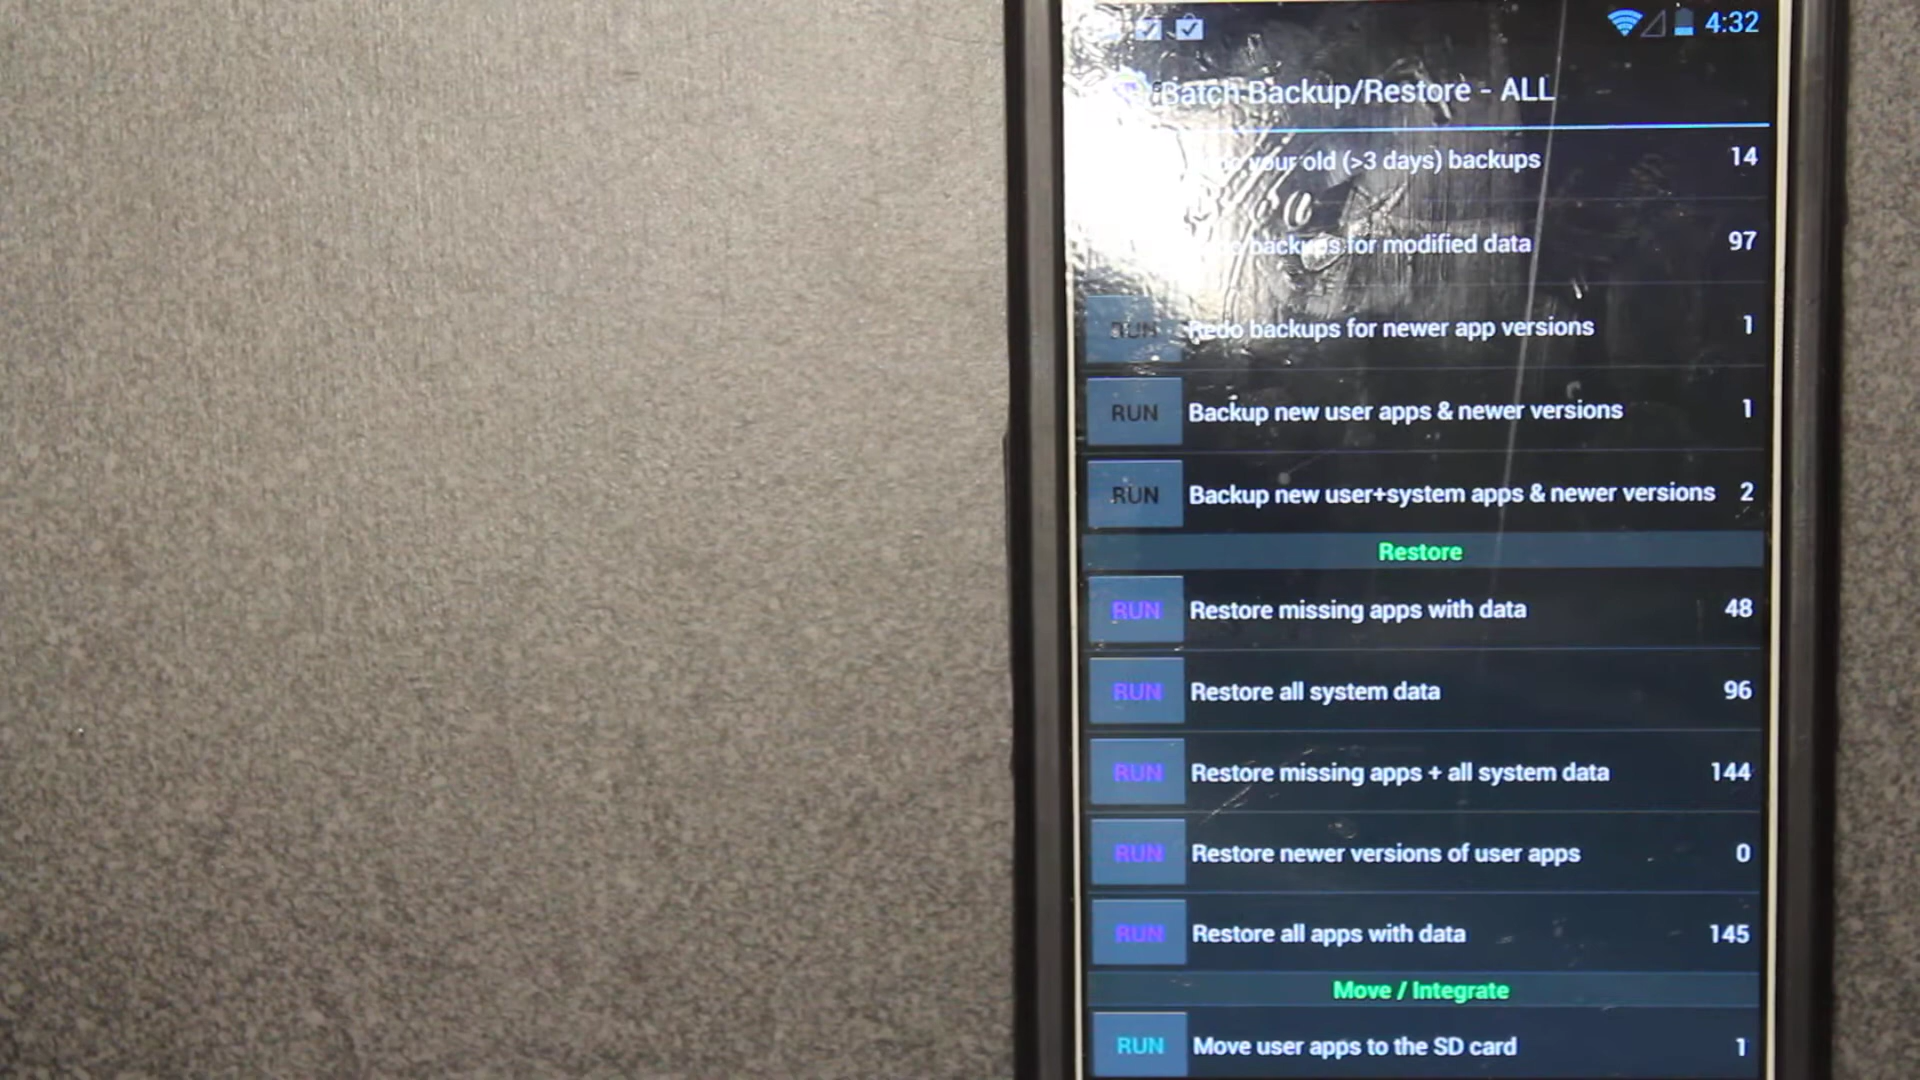 4:32
Batch Backup/Restore - ALL
your old (>3 days) backups 14
backups for modified data 97
RUN Redo backups for newer app versions 1
RUN Backup new user apps & newer versions 1
RUN Backup new user+system apps & newer versions 2
Restore
RUN Restore missing apps with data 48
RUN Restore all system data 96
RUN Restore missing apps + all system data 144
RUN Restore newer versions of user apps 0
RUN Restore all apps with data 145
Move / Integrate
RUN Move user apps to the SD card 1